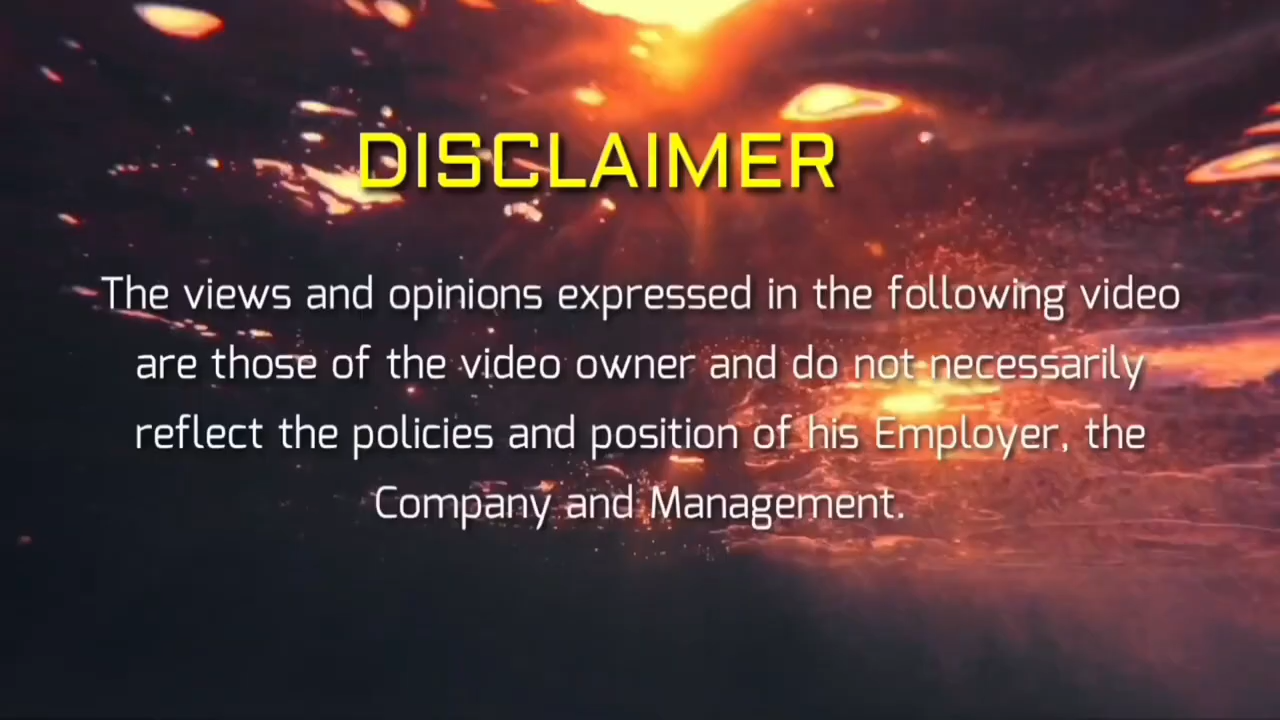 DISCLAIMER
The views and opinions expressed in the following video
are those of the video owner and do not necessarily
reflect the policies and position of his Employer, the
Company and Management.